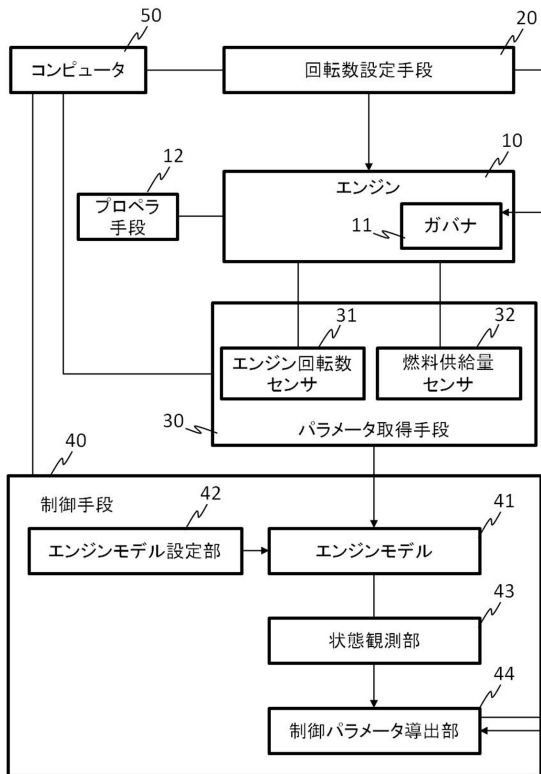 50
20
コンピュータ
回転数設定手段
12
10
エンジン
プロペラ
手段
11
ガバナ
31
32
エンジン回転数
センサ
燃料供給量
センサ
30
パラメータ取得手段
40
制御手段
42
41
エンジンモデル設定部
エンジンモデル
43
状態観測部
44
制御パラメータ導出部